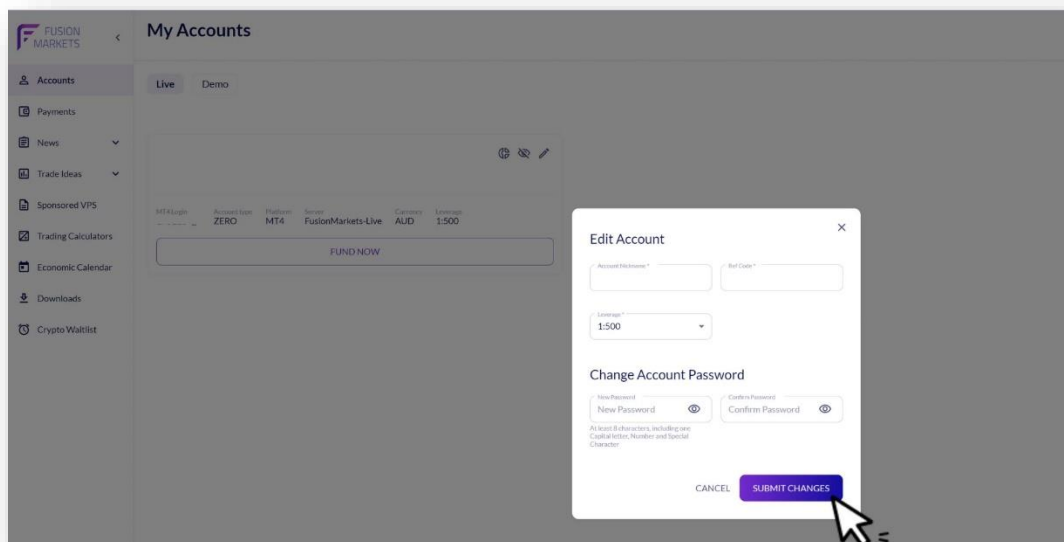 FUSION
MARKETS
My Accounts
Accounts
Live Demo
Payments
News
Trade Ideas
Sponsored VPS
Trading Calculators
Economic Calendar
Downloads
Crypto Waitlist
MT4 Login Account type Platform Server Currency Leverage
ZERO MT4 FusionMarkets-Live AUD 1:500
FUND NOW
Edit Account
Account Nickname * Ref Code *
Leverage *
1:500
Change Account Password
New Password Confirm Password
New Password Confirm Password
At least 8 characters, including one
Capital letter, Number and Special
Character
CANCEL SUBMIT CHANGES